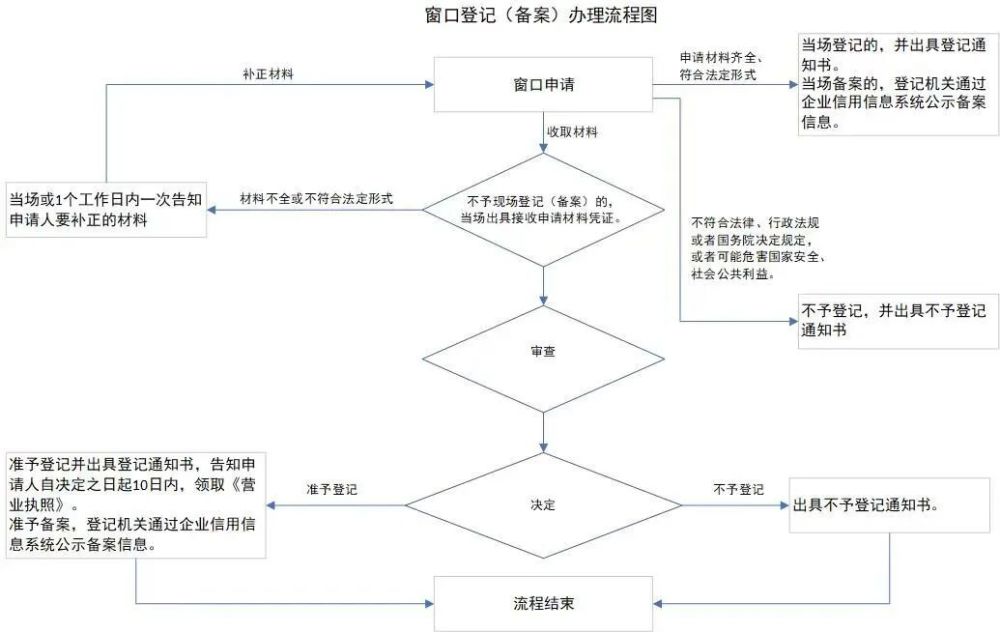 窗口登记（备案）办理流程图
补正材料
窗口申请
申请材料齐全、
符合法定形式
当场登记的，并出具登记通
知书。
当场备案的，登记机关通过
企业信用信息系统公示备案
信息。
收取材料
当场或1个工作日内一次告知
申请人要补正的材料
材料不全或不符合法定形式
不予现场登记（备案）的，
当场出具接收申请材料凭证。
不符合法律、行政法规
或者国务院决定规定，
或者可能危害国家安全、
社会公共利益。
不予登记，并出具不予登记
通知书
审查
准予登记并出具登记通知书，告知申
请人自决定之日起10日内，领取《营
业执照》。
准予备案，登记机关通过企业信用信
息系统公示备案信息。
准予登记
决定
不予登记
出具不予登记通知书。
流程结束